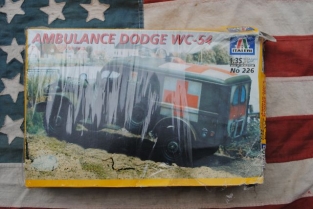 AMBULANCE DODGE WC-54
ITALERI
1:35
No 226